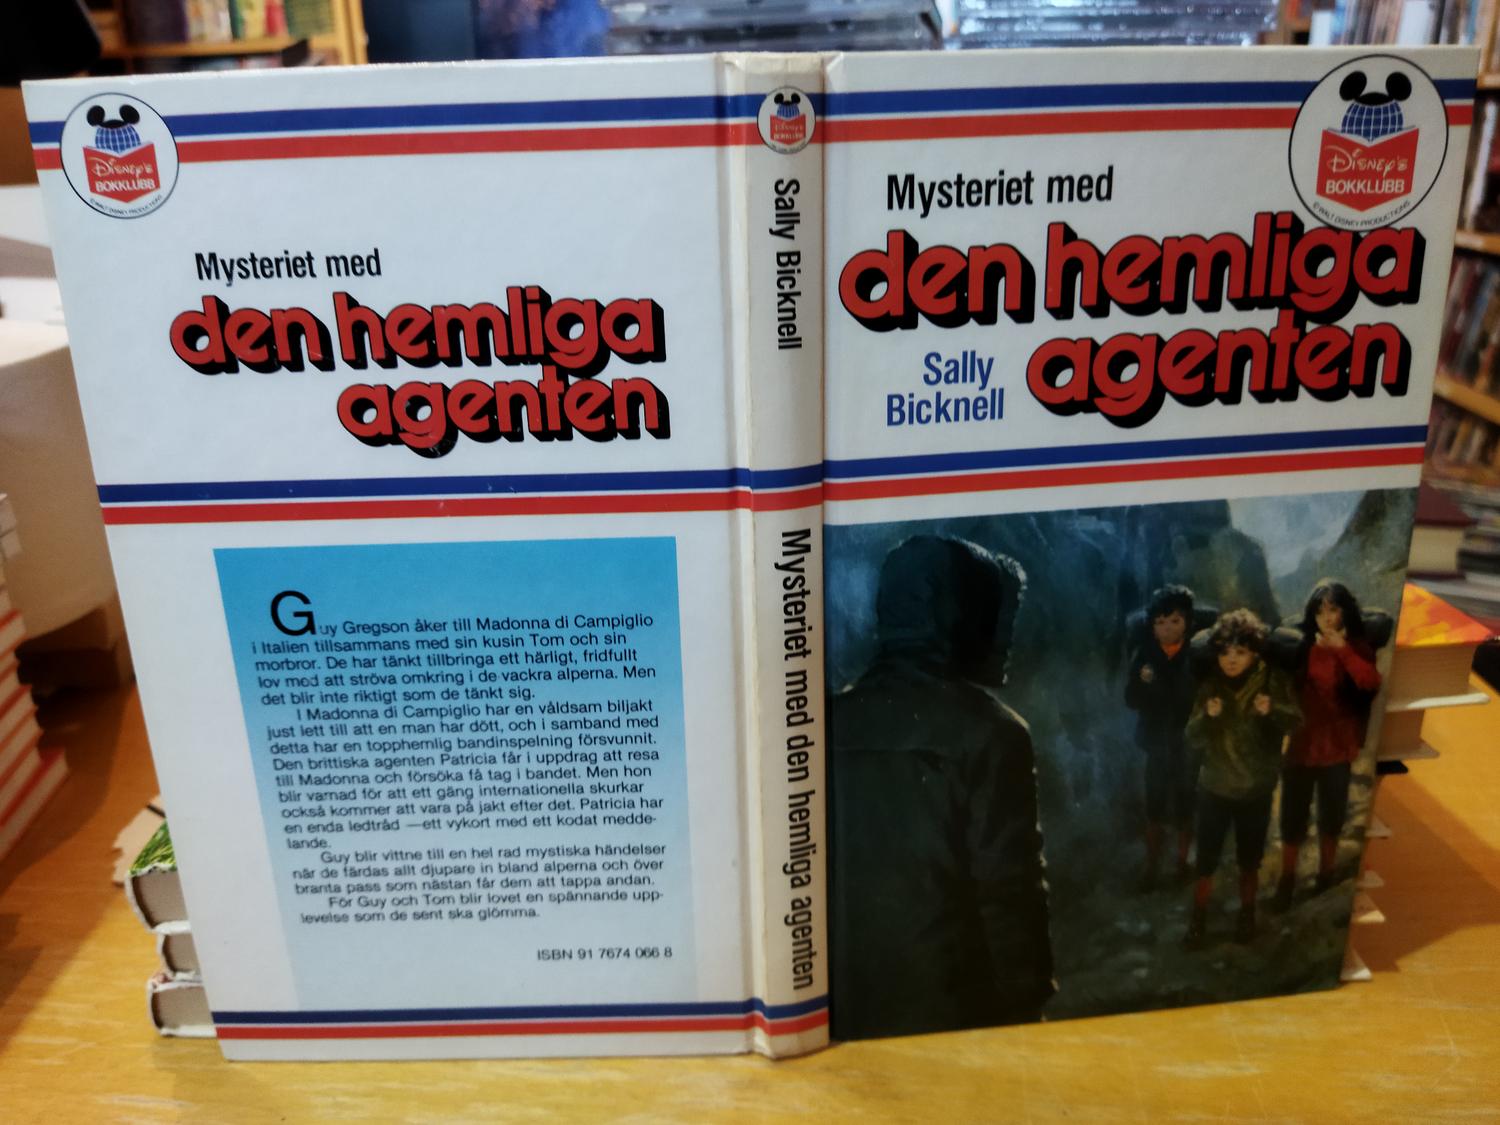 DISNEY'S
BOKKLUBB
© WALT DISNEY PRODUCTIONS
Mysteriet med
den hemliga
agenten
Guy Gregson åker till Madonna di Campiglio
i Italien tillsammans med sin kusin Tom och sin
morbror. De har tänkt tillbringa ett härligt, fridfullt
lov med att ströva omkring i de vackra alperna. Men
det blir inte riktigt som de tänkt sig.
I Madonna di Campiglio har en våldsam biljakt
just lett till att en man har dött, och i samband med
detta har en topphemlig bandinspelning försvunnit.
Den brittiska agenten Patricia får i uppdrag att resa
till Madonna och försöka få tag i bandet. Men hon
blir varnad för att ett gäng internationella skurkar
också kommer att vara på jakt efter det. Patricia har
en enda ledtråd —ett vykort med ett kodat medde-
lande.
Guy blir vittne till en hel rad mystiska händelser
när de färdas allt djupare in bland alperna och över
branta pass som nästan får dem att tappa andan.
För Guy och Tom blir lovet en spännande upp-
levelse som de sent ska glömma.
ISBN 91 7674 066 8
DISNEY'S
BOKKLUBB
Sally Bicknell
Mysteriet med den hemliga agenten
DISNEY'S
BOKKLUBB
© WALT DISNEY PRODUCTIONS
Mysteriet med
den hemliga
agenten
Sally
Bicknell